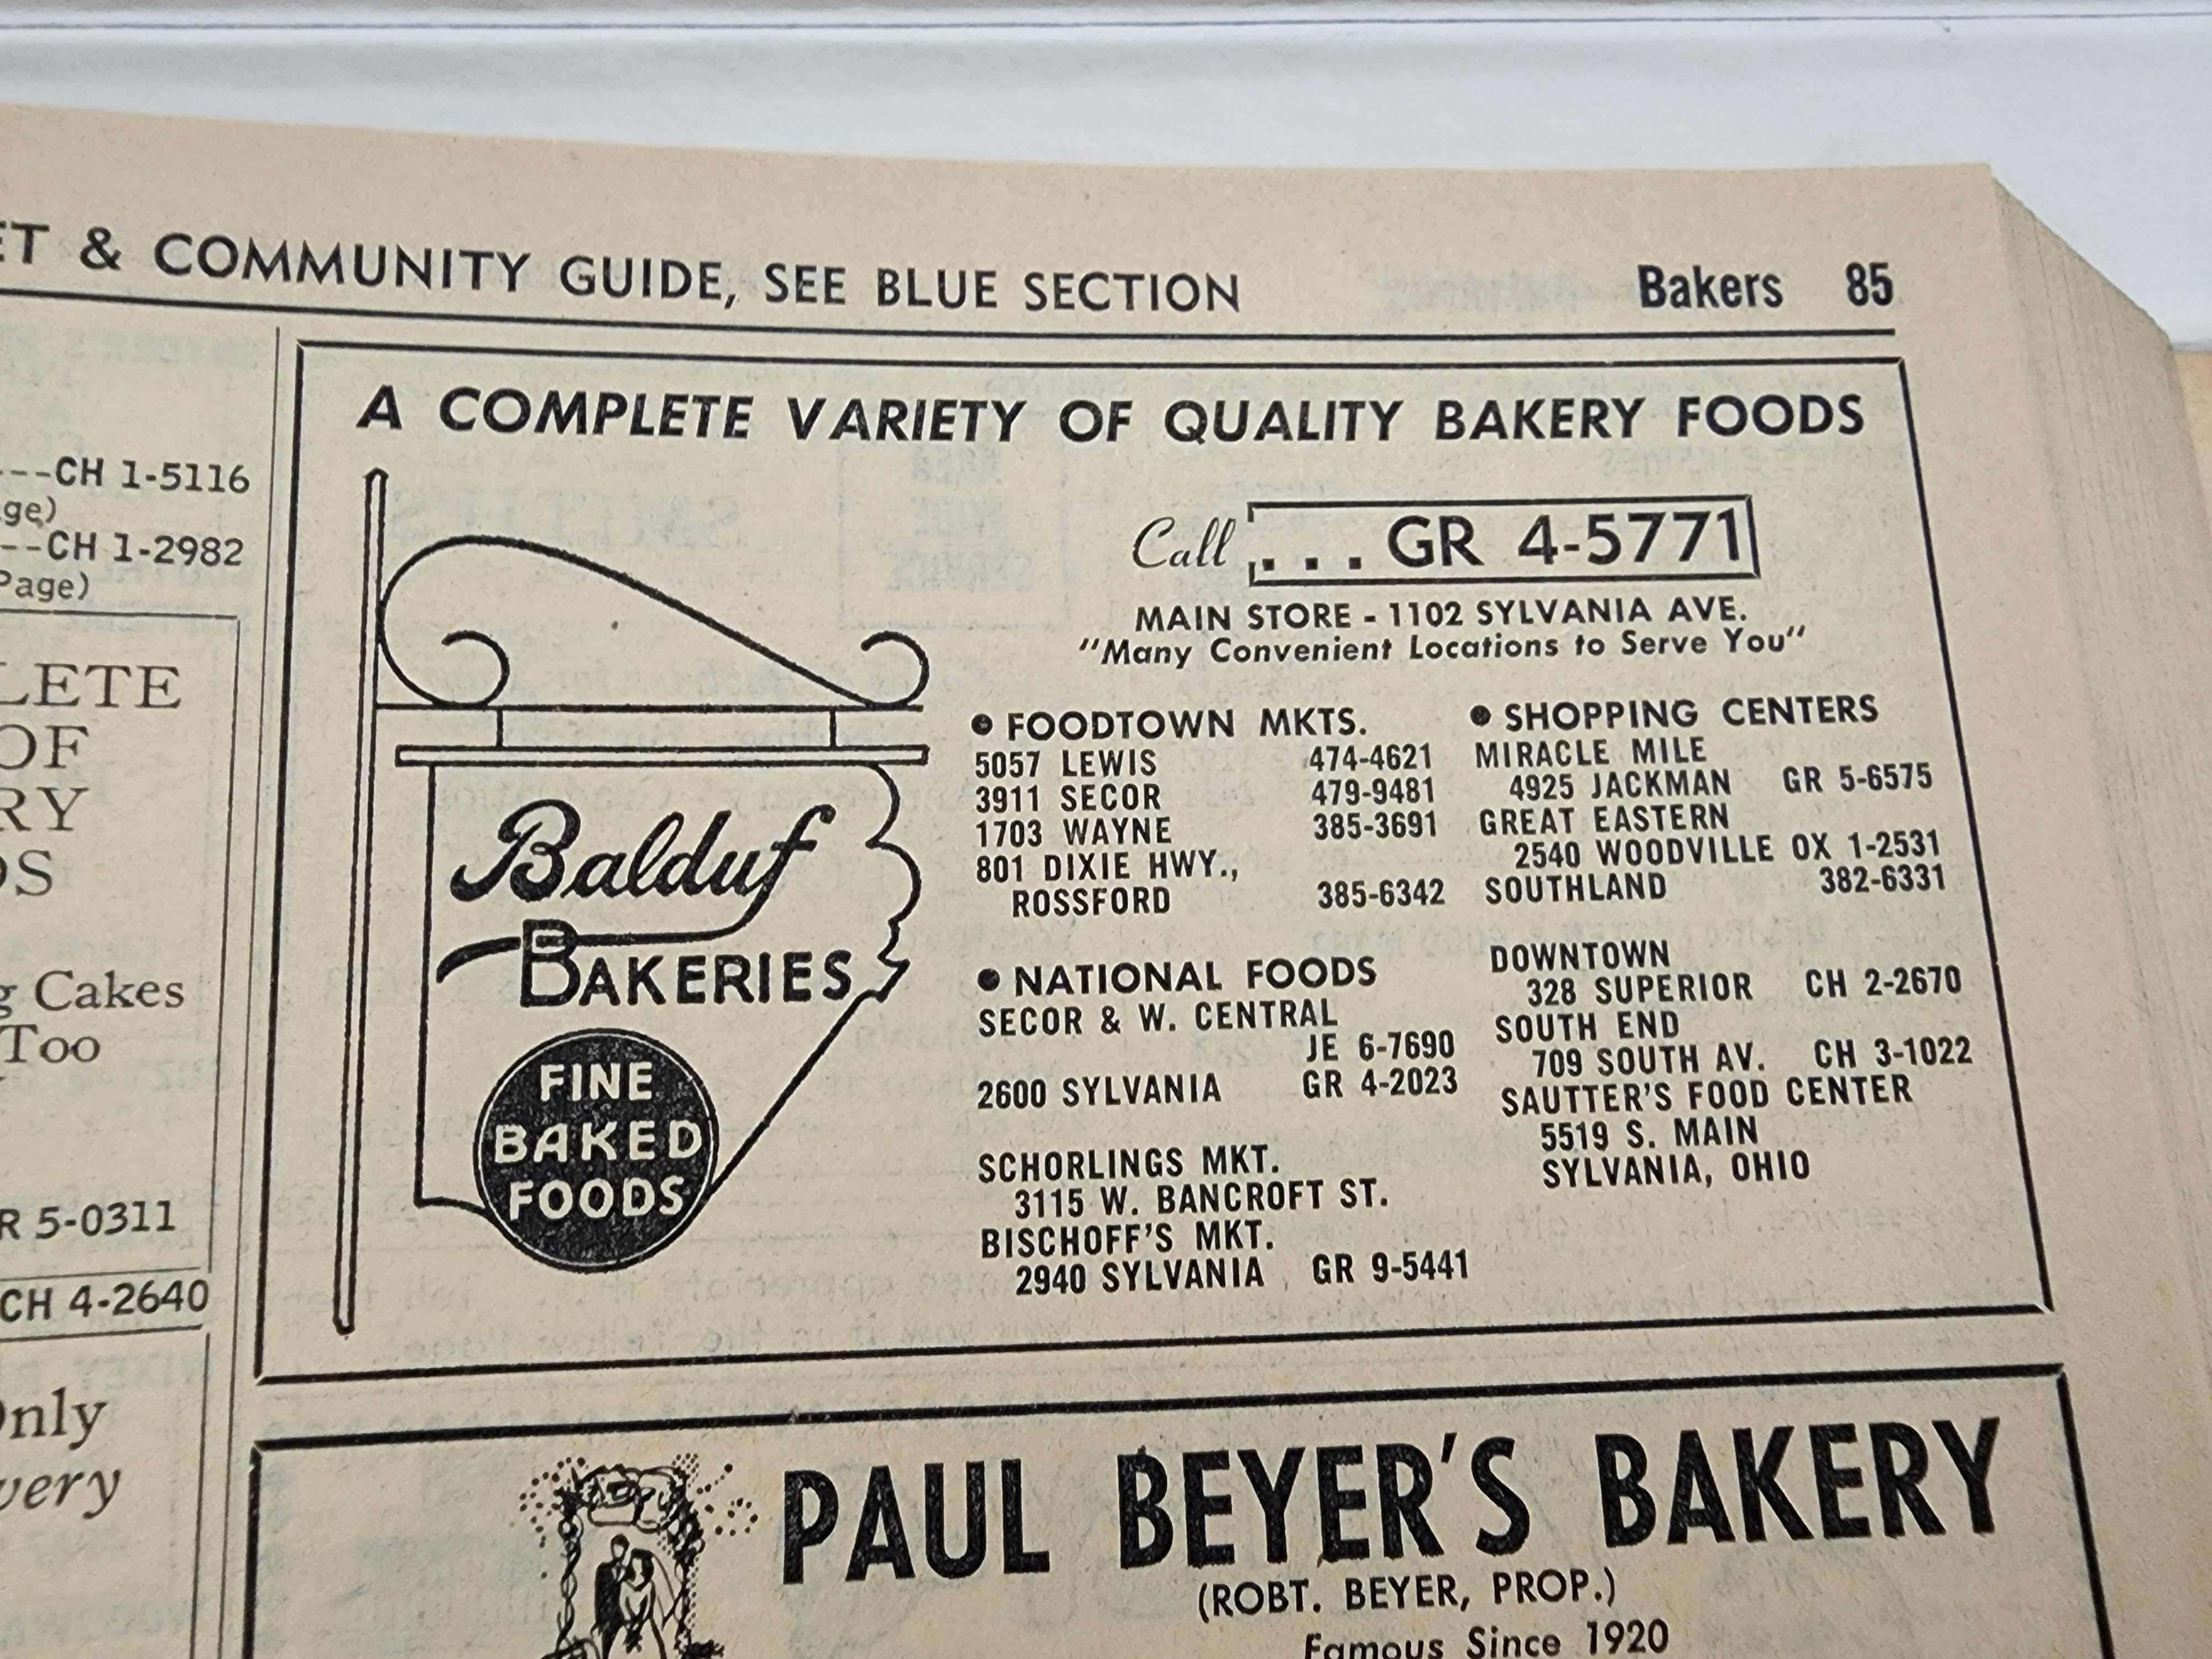 & COMMUNITY GUIDE, SEE BLUE SECTION
Bakers 85
---CH 1-5116
--CH 1-2982
Page)
OF
Cakes
Too
5-0311
CH 4-2640
A COMPLETE VARIETY OF QUALITY BAKERY FOODS
Call ... GR 4-5771
MAIN STORE - 1102 SYLVANIA AVE.
"Many Convenient Locations to Serve You"
Balduf
BAKERIES
FINE
BAKED
FOODS
• FOODTOWN MKTS.
5057 LEWIS 474-4621
3911 SECOR 479-9481
1703 WAYNE 385-3691
801 DIXIE HWY.,
ROSSFORD 385-6342
• NATIONAL FOODS
SECOR & W. CENTRAL
JE 6-7690
2600 SYLVANIA GR 4-2023
SCHORLINGS MKT.
3115 W. BANCROFT ST.
BISCHOFF'S MKT.
2940 SYLVANIA GR 9-5441
• SHOPPING CENTERS
MIRACLE MILE
4925 JACKMAN GR 5-6575
GREAT EASTERN
2540 WOODVILLE OX 1-2531
SOUTHLAND 382-6331
DOWNTOWN
328 SUPERIOR CH 2-2670
SOUTH END
709 SOUTH AV. CH 3-1022
SAUTTER'S FOOD CENTER
5519 S. MAIN
SYLVANIA, OHIO
PAUL BEYER'S BAKERY
(ROBT. BEYER, PROP.)
Famous Since 1920